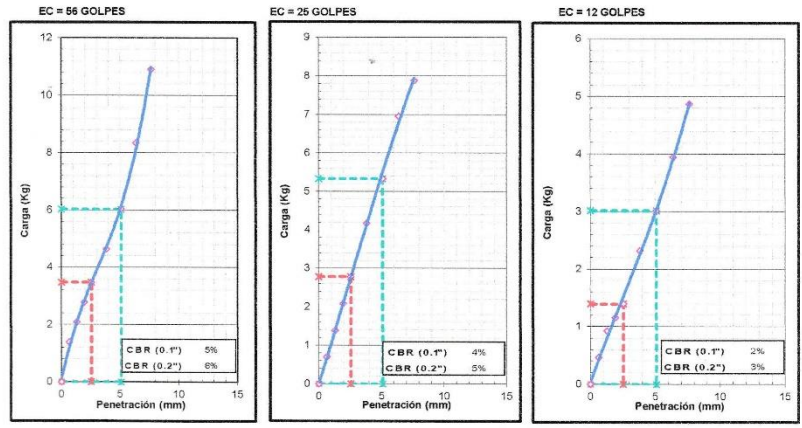 EC = 56 GOLPES
12
10
8
6
4
2
0
0
5
10
15
Carga (Kg)
Penetración (mm)
CBR (0.1") 5%
CBR (0.2") 6%
EC = 25 GOLPES
9
8
7
6
5
4
3
2
1
0
0
5
10
15
Carga (Kg)
Penetración (mm)
CBR (0.1") 4%
CBR (0.2") 5%
EC = 12 GOLPES
6
5
4
3
2
1
0
0
5
10
15
Carga (Kg)
Penetración (mm)
CBR (0.1") 2%
CBR (0.2") 3%